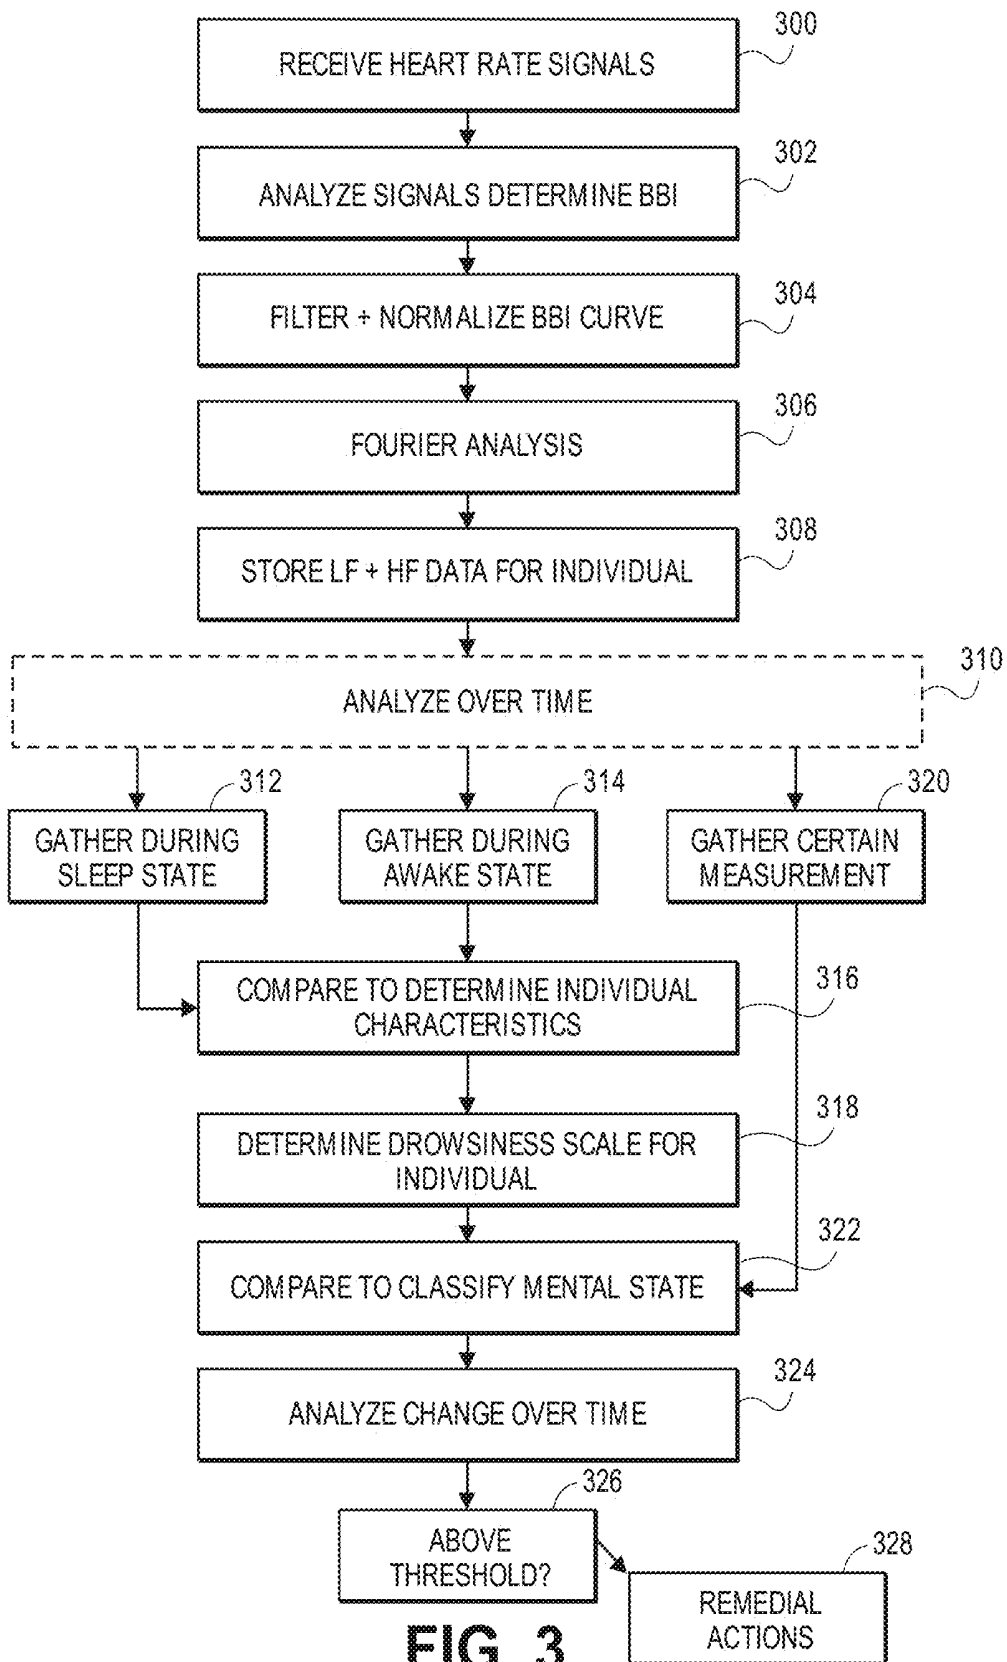 300
RECEIVE HEART RATE SIGNALS
302
ANALYZE SIGNALS DETERMINE BBI
304
FILTER + NORMALIZE BBI CURVE
306
FOURIER ANALYSIS
308
STORE LF + HF DATA FOR INDIVIDUAL
310
ANALYZE OVER TIME
312
GATHER DURING
SLEEP STATE
314
GATHER DURING
AWAKE STATE
320
GATHER CERTAIN
MEASUREMENT
316
COMPARE TO DETERMINE INDIVIDUAL
CHARACTERISTICS
318
DETERMINE DROWSINESS SCALE FOR
INDIVIDUAL
322
COMPARE TO CLASSIFY MENTAL STATE
324
ANALYZE CHANGE OVER TIME
326
ABOVE
THRESHOLD?
328
REMEDIAL
ACTIONS
FIG. 3